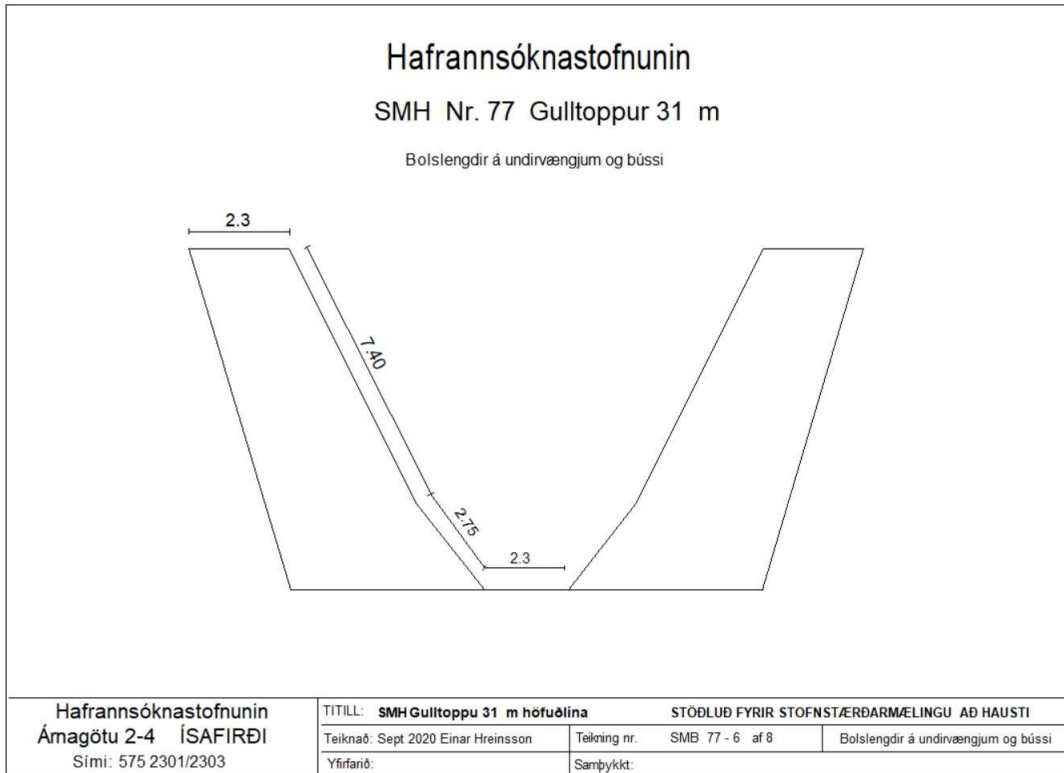 Hafrannsóknastofnunin
SMH Nr. 77 Gulltoppur 31 m
Bolslengdir á undirvængjum og bússi
2.3
7.40
2.75
2.3
Hafrannsóknastofnunin
Árnagötu 2-4 ÍSAFIRÐI
Sími: 575 2301/2303
TITILL: SMH Gulltoppu 31 m höfuðlína STÖÐLUÐ FYRIR STOFNSTÆRÐARMÆLINGU AÐ HAUSTI
Teiknað: Sept 2020 Einar Hreinsson Teikning nr. SMB 77 - 6 af 8 Bolslengdir á undirvængjum og bússi
Yfirfarið: Samþykkt: